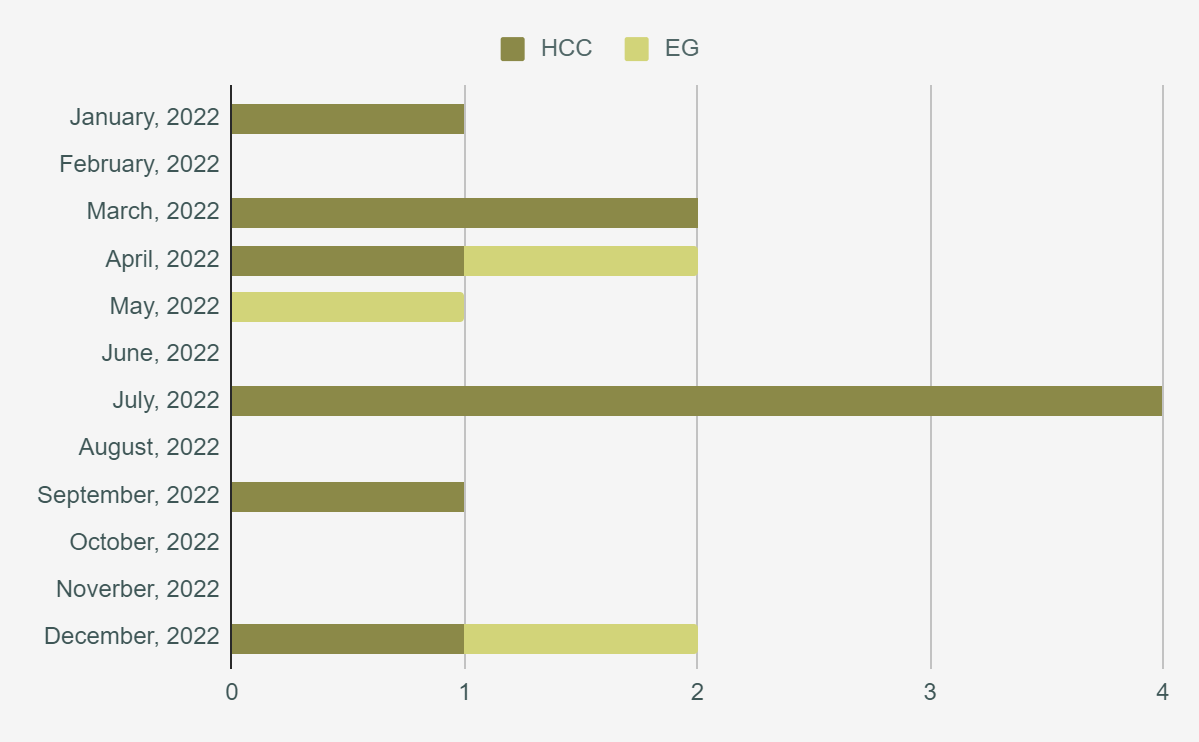 HCC EG
January, 2022
February, 2022
March, 2022
April, 2022
May, 2022
June, 2022
July, 2022
August, 2022
September, 2022
October, 2022
Noverber, 2022
December, 2022
0 1 2 3 4